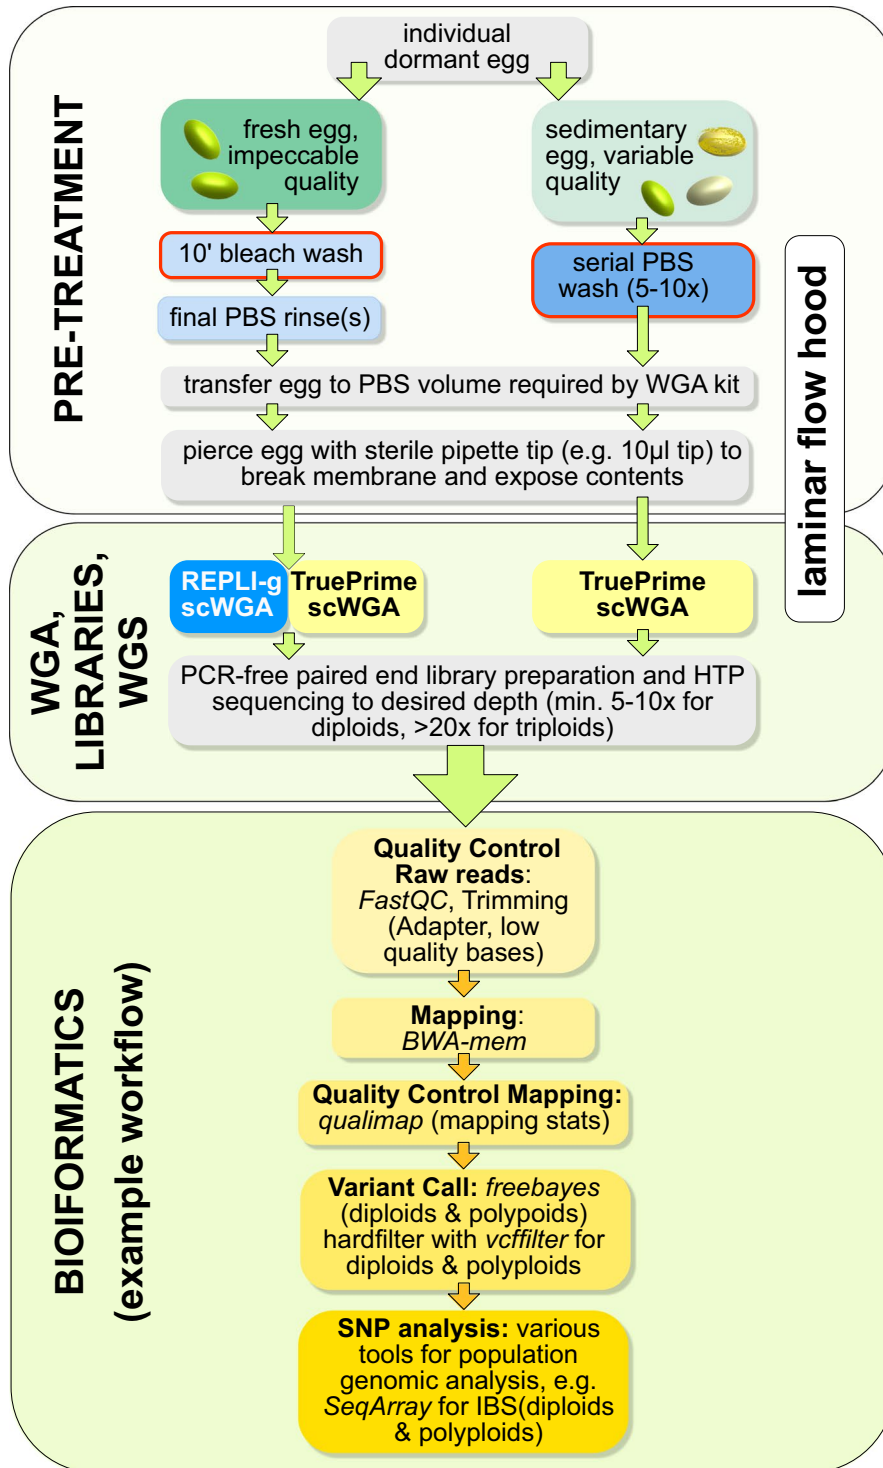 individual
dormant egg
PRE-TREATMENT
fresh egg,
impeccable
quality
sedimentary
egg, variable
quality
10' bleach wash
serial PBS
wash (5-10x)
final PBS rinse(s)
laminar flow hood
transfer egg to PBS volume required by WGA kit
pierce egg with sterile pipette tip (e.g. 10µl tip) to
break membrane and expose contents
WGA,
LIBRARIES,
WGS
REPLI-g
scWGA
TruePrime
scWGA
TruePrime
scWGA
PCR-free paired end library preparation and HTP
sequencing to desired depth (min. 5-10x for
diploids, >20x for triploids)
BIOIFORMATICS
(example workflow)
Quality Control
Raw reads:
FastQC, Trimming
(Adapter, low
quality bases)
Mapping:
BWA-mem
Quality Control Mapping:
qualimap (mapping stats)
Variant Call: freebayes
(diploids & polypoids)
hardfilter with vcffilter for
diploids & polyploids
SNP analysis: various
tools for population
genomic analysis, e.g.
SeqArray for IBS(diploids
& polyploids)